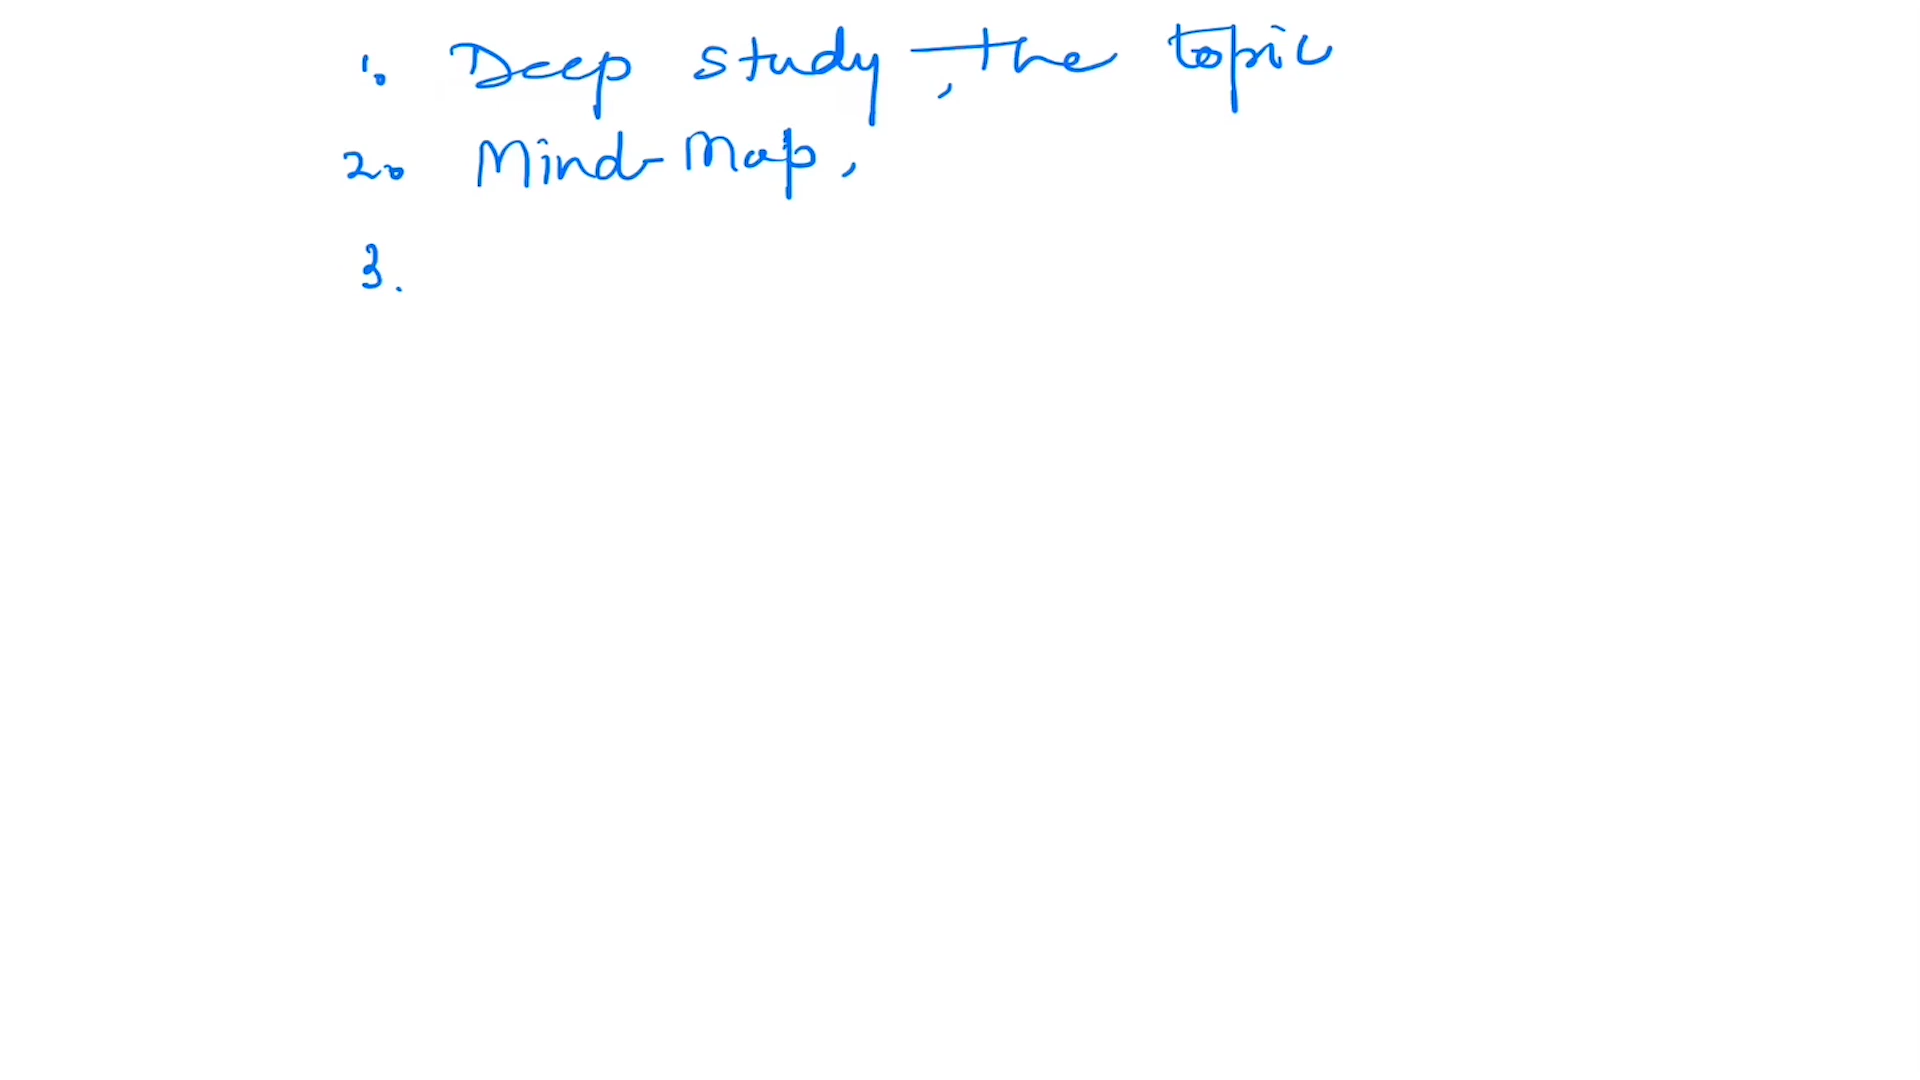 1. Deep study, the topic
2. Mind-Map,
3.